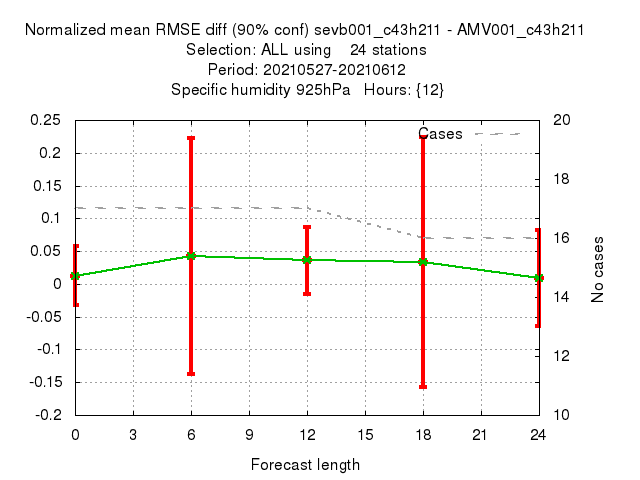 Normalized mean RMSE diff (90% conf) sevb001_c43h211 - AMV001_c43h211
Selection: ALL using 24 stations
Period: 20210527-20210612
Specific humidity 925hPa Hours: {12}
Cases
0.25
0.2
0.15
0.1
0.05
0
-0.05
-0.1
-0.15
-0.2
20
18
16
14
12
10
No cases
0 3 6 9 12 15 18 21 24
Forecast length